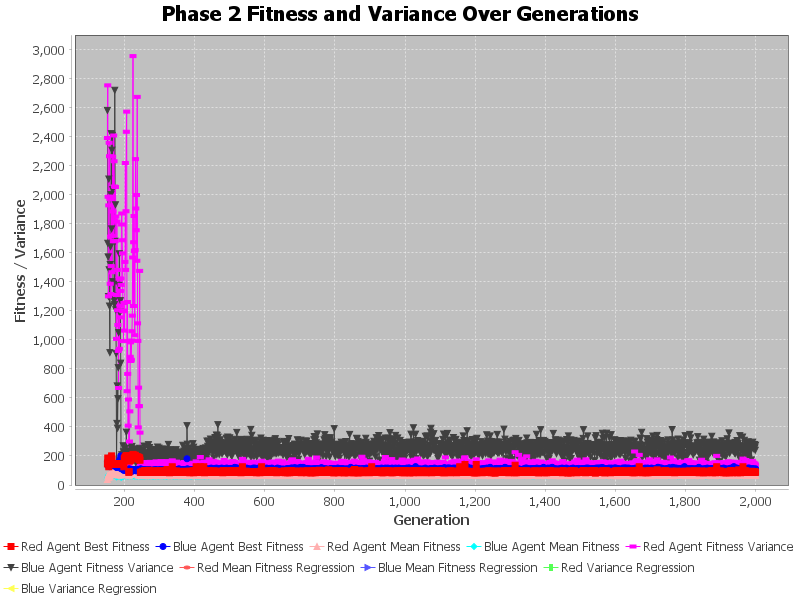 Phase 2 Fitness and Variance Over Generations
3,000
2,800
2,600
2,400
2,200
2,000
1,800
1,600
1,400
1,200
1,000
800
600
400
200
0
Fitness / Variance
200 400 600 800 1,000 1,200 1,400 1,600 1,800 2,000
Generation
Red Agent Best Fitness Blue Agent Best Fitness Red Agent Mean Fitness Blue Agent Mean Fitness Red Agent Fitness Variance
Blue Agent Fitness Variance Red Mean Fitness Regression Blue Mean Fitness Regression Red Variance Regression
Blue Variance Regression